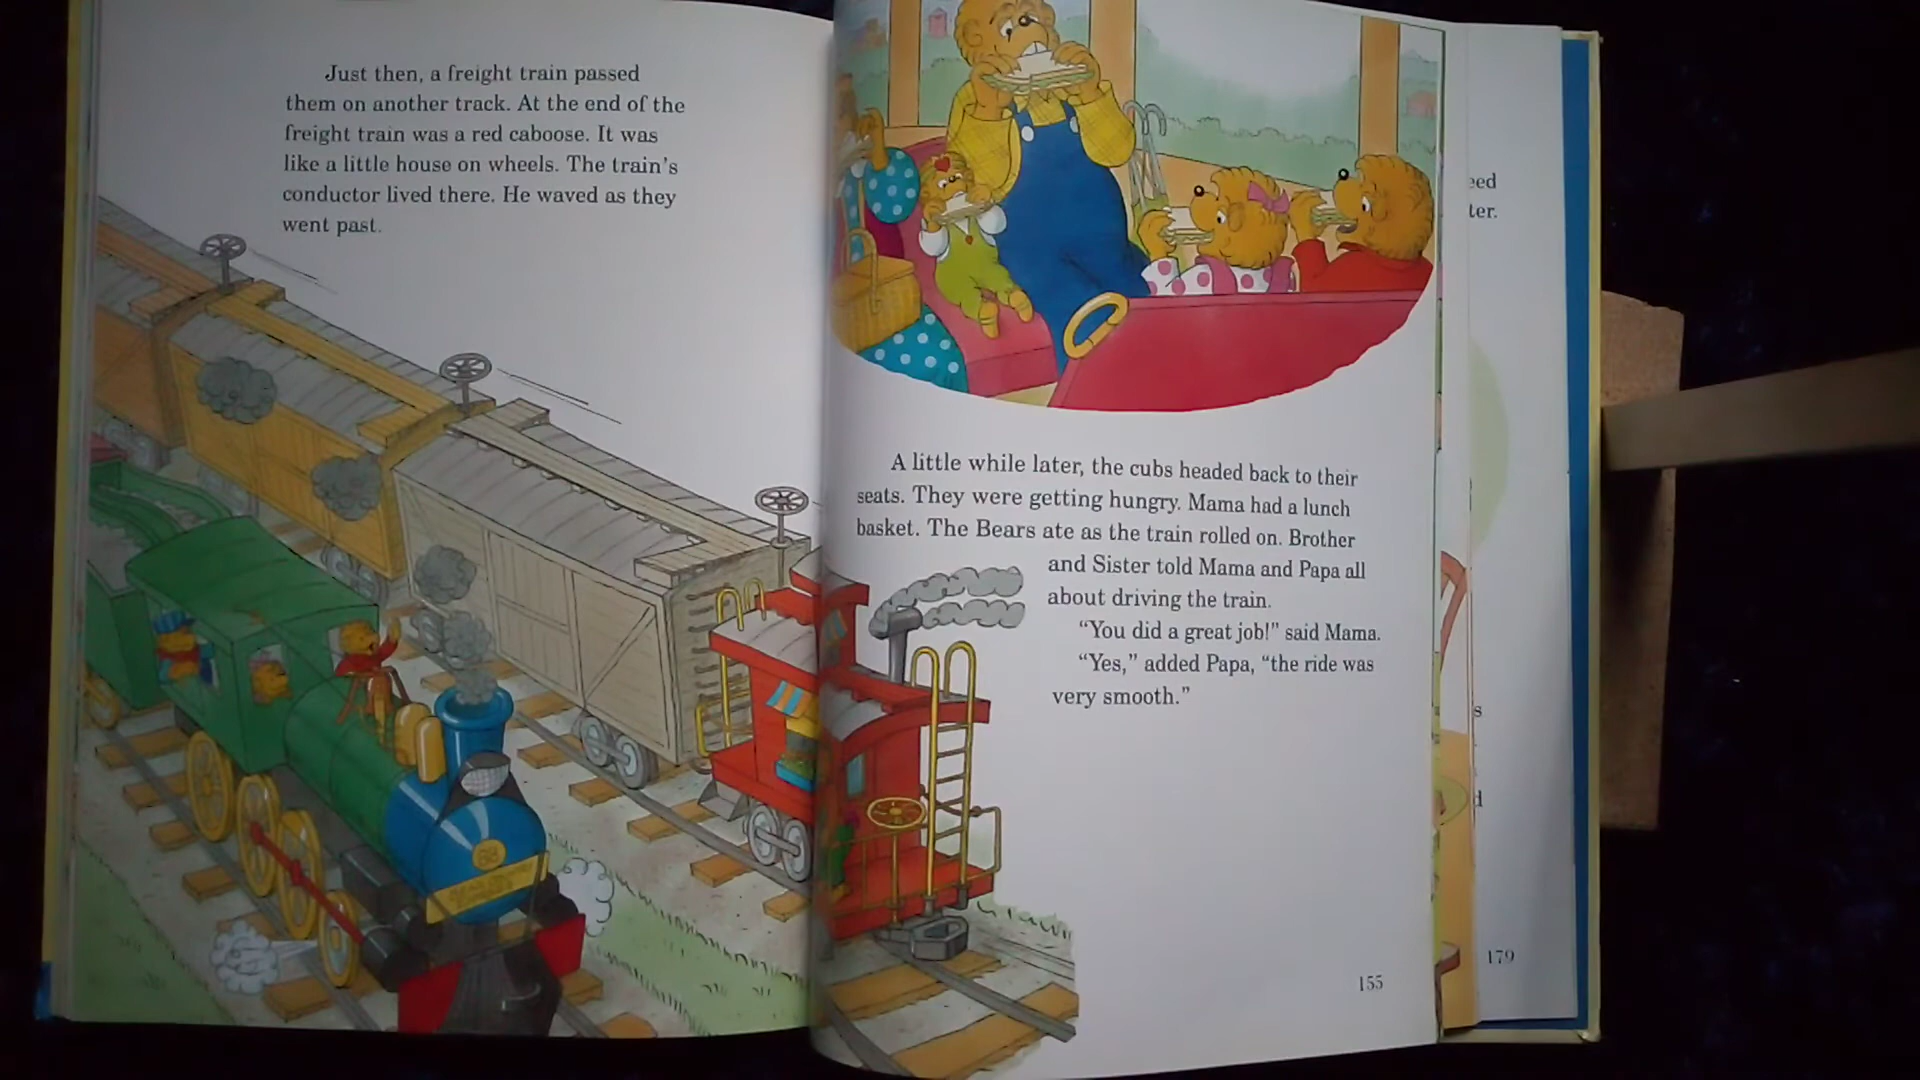 Just then, a freight train passed
them on another track. At the end of the
freight train was a red caboose. It was
like a little house on wheels. The train's
conductor lived there. He waved as they
went past.
A little while later, the cubs headed back to their
seats. They were getting hungry. Mama had a lunch
basket. The Bears ate as the train rolled on. Brother
and Sister told Mama and Papa all
about driving the train.
“You did a great job!” said Mama.
“Yes,” added Papa, “the ride was
very smooth.”
155
179